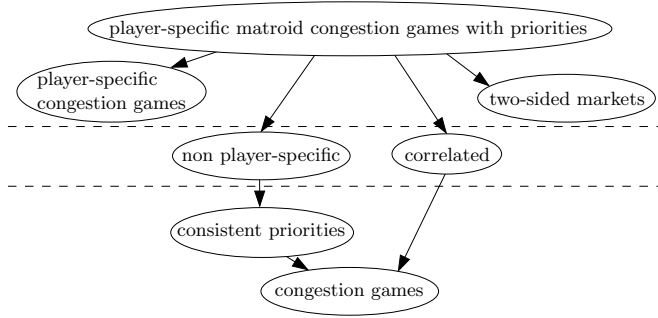 player-specific matroid congestion games with priorities
player-specific
congestion games
two-sided markets
non player-specific
correlated
consistent priorities
congestion games